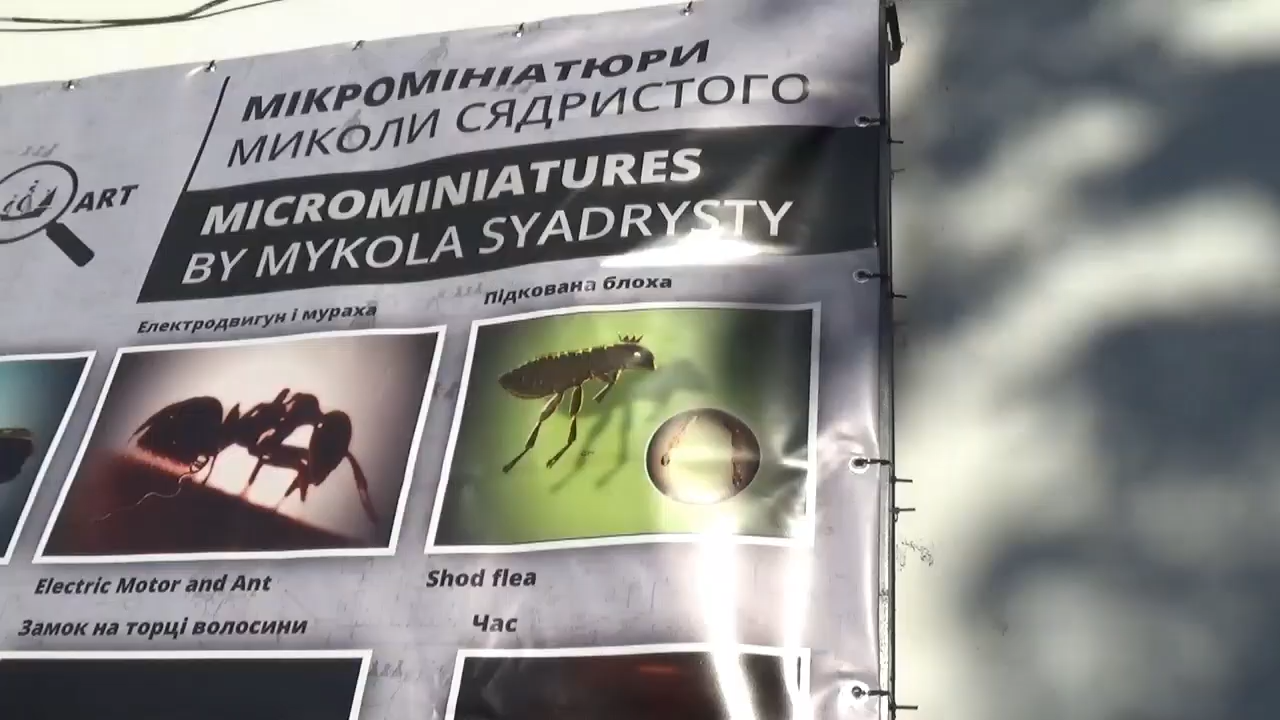 МІКРОМІНІАТЮРИ
МИКОЛИ СЯДРИСТОГО
ART
MICROMINIATURES
BY MYKOLA SYADRYSTY
Електродвигун і мураха
Підкована блоха
Electric Motor and Ant
Shod flea
Замок на торці волосини
Час